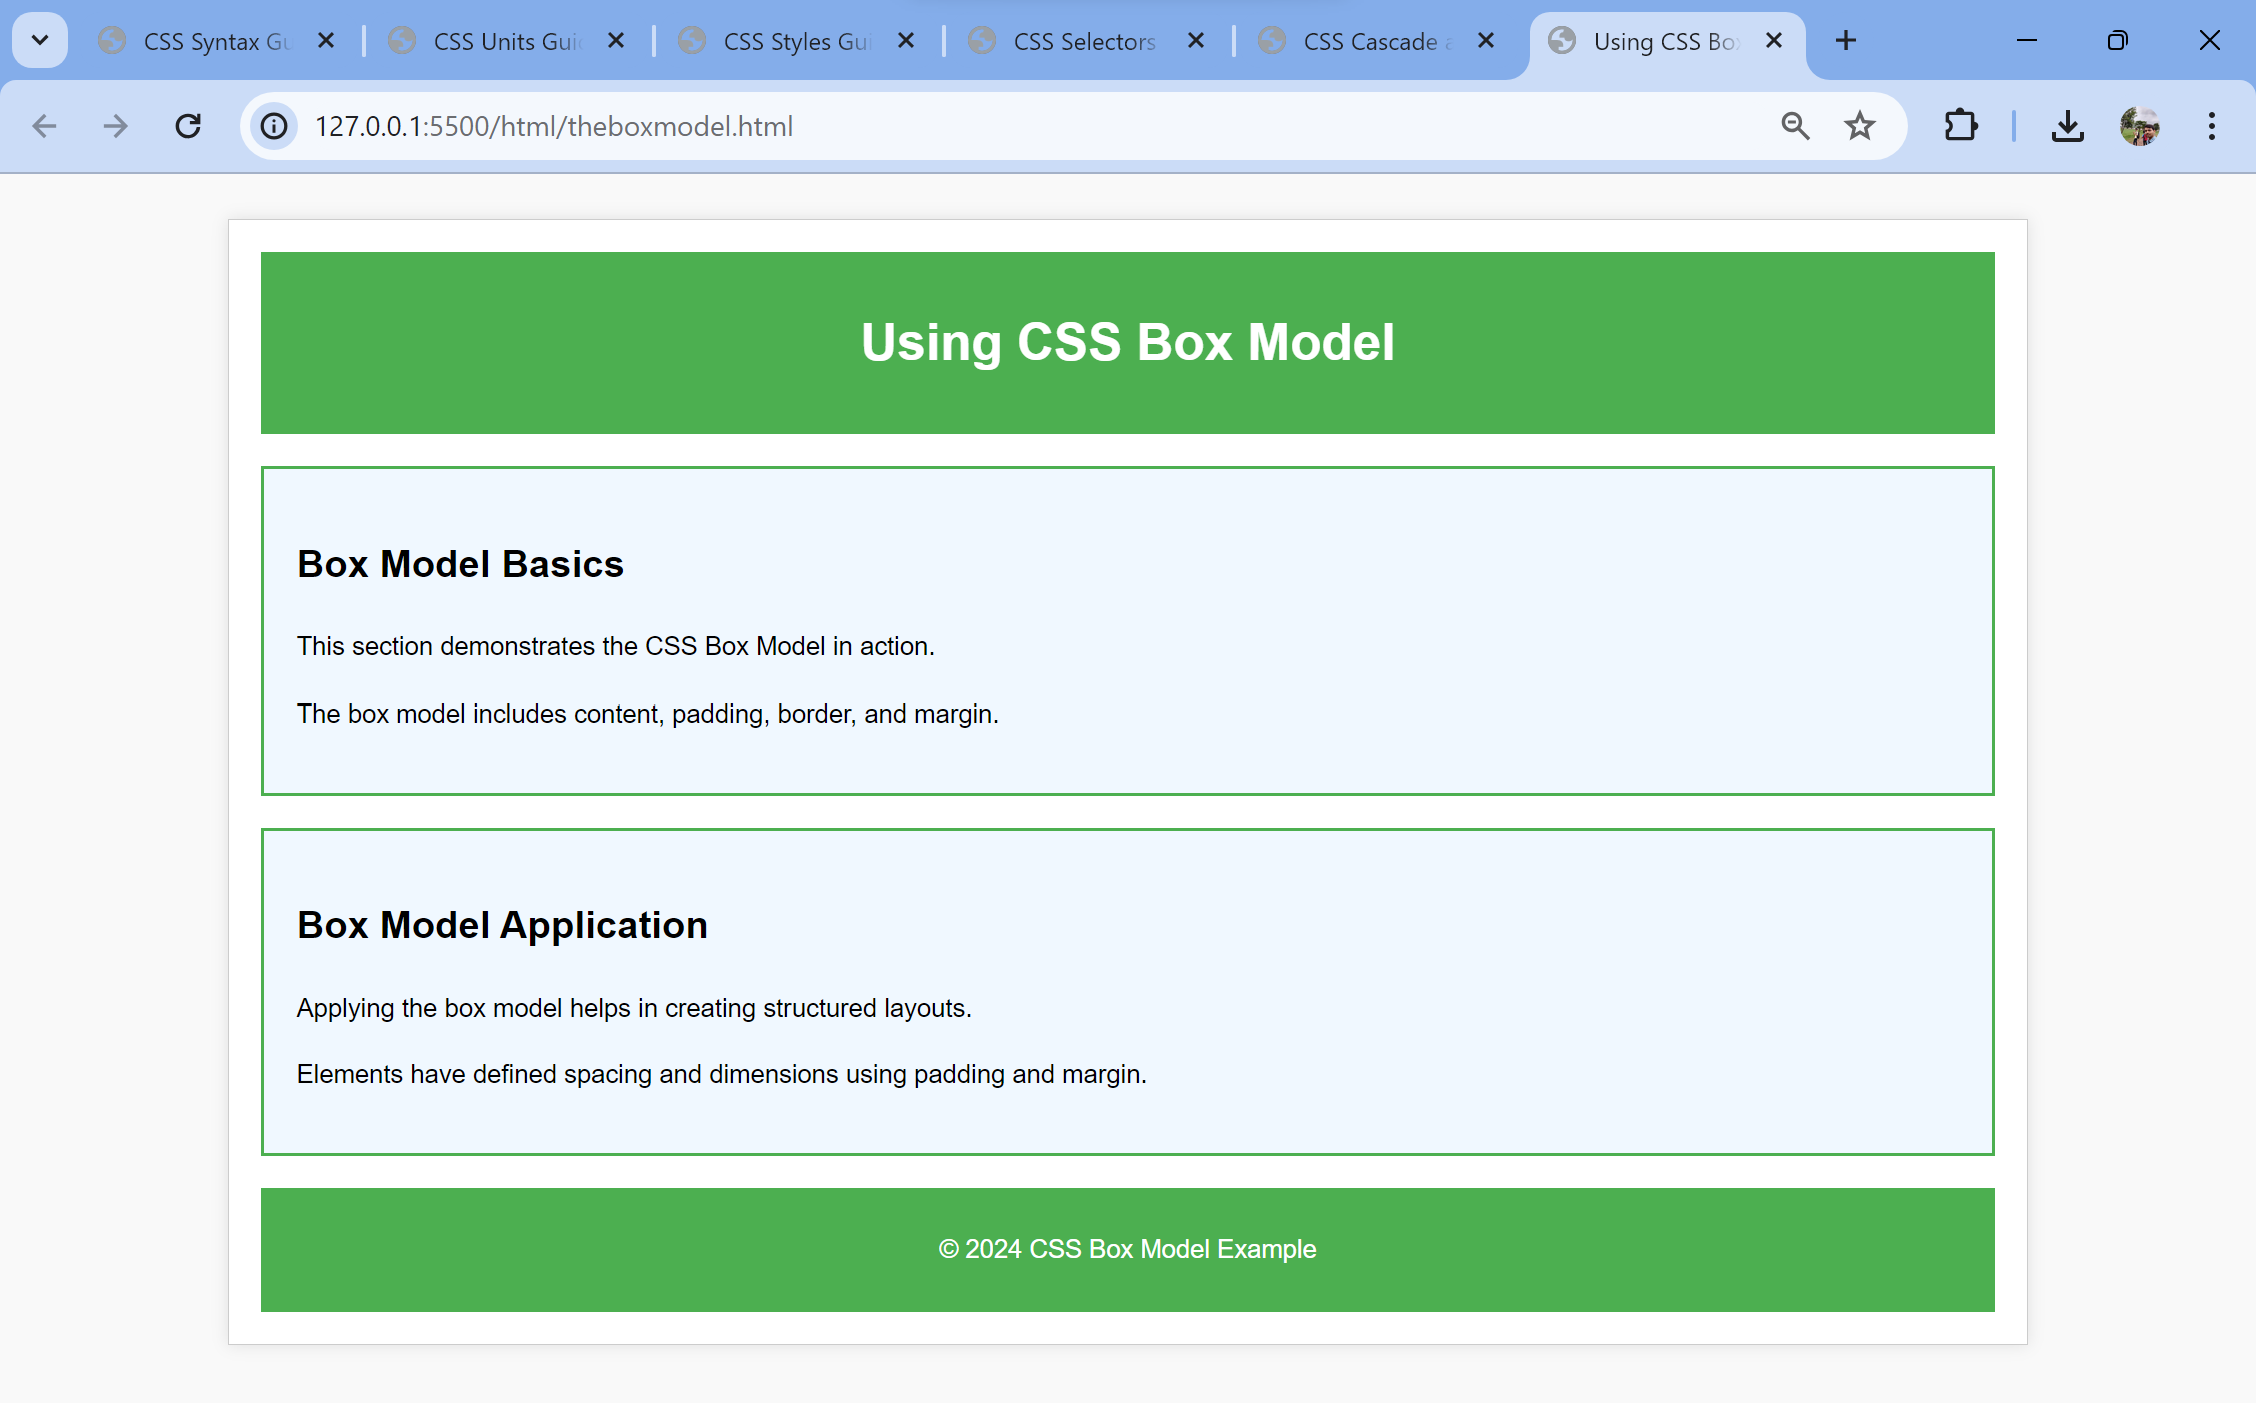 CSS Syntax Gu
CSS Units Gui
CSS Styles Gui
CSS Selectors
CSS Cascade a
Using CSS Box
127.0.0.1:5500/html/theboxmodel.html
Using CSS Box Model
Box Model Basics
This section demonstrates the CSS Box Model in action.
The box model includes content, padding, border, and margin.
Box Model Application
Applying the box model helps in creating structured layouts.
Elements have defined spacing and dimensions using padding and margin.
© 2024 CSS Box Model Example